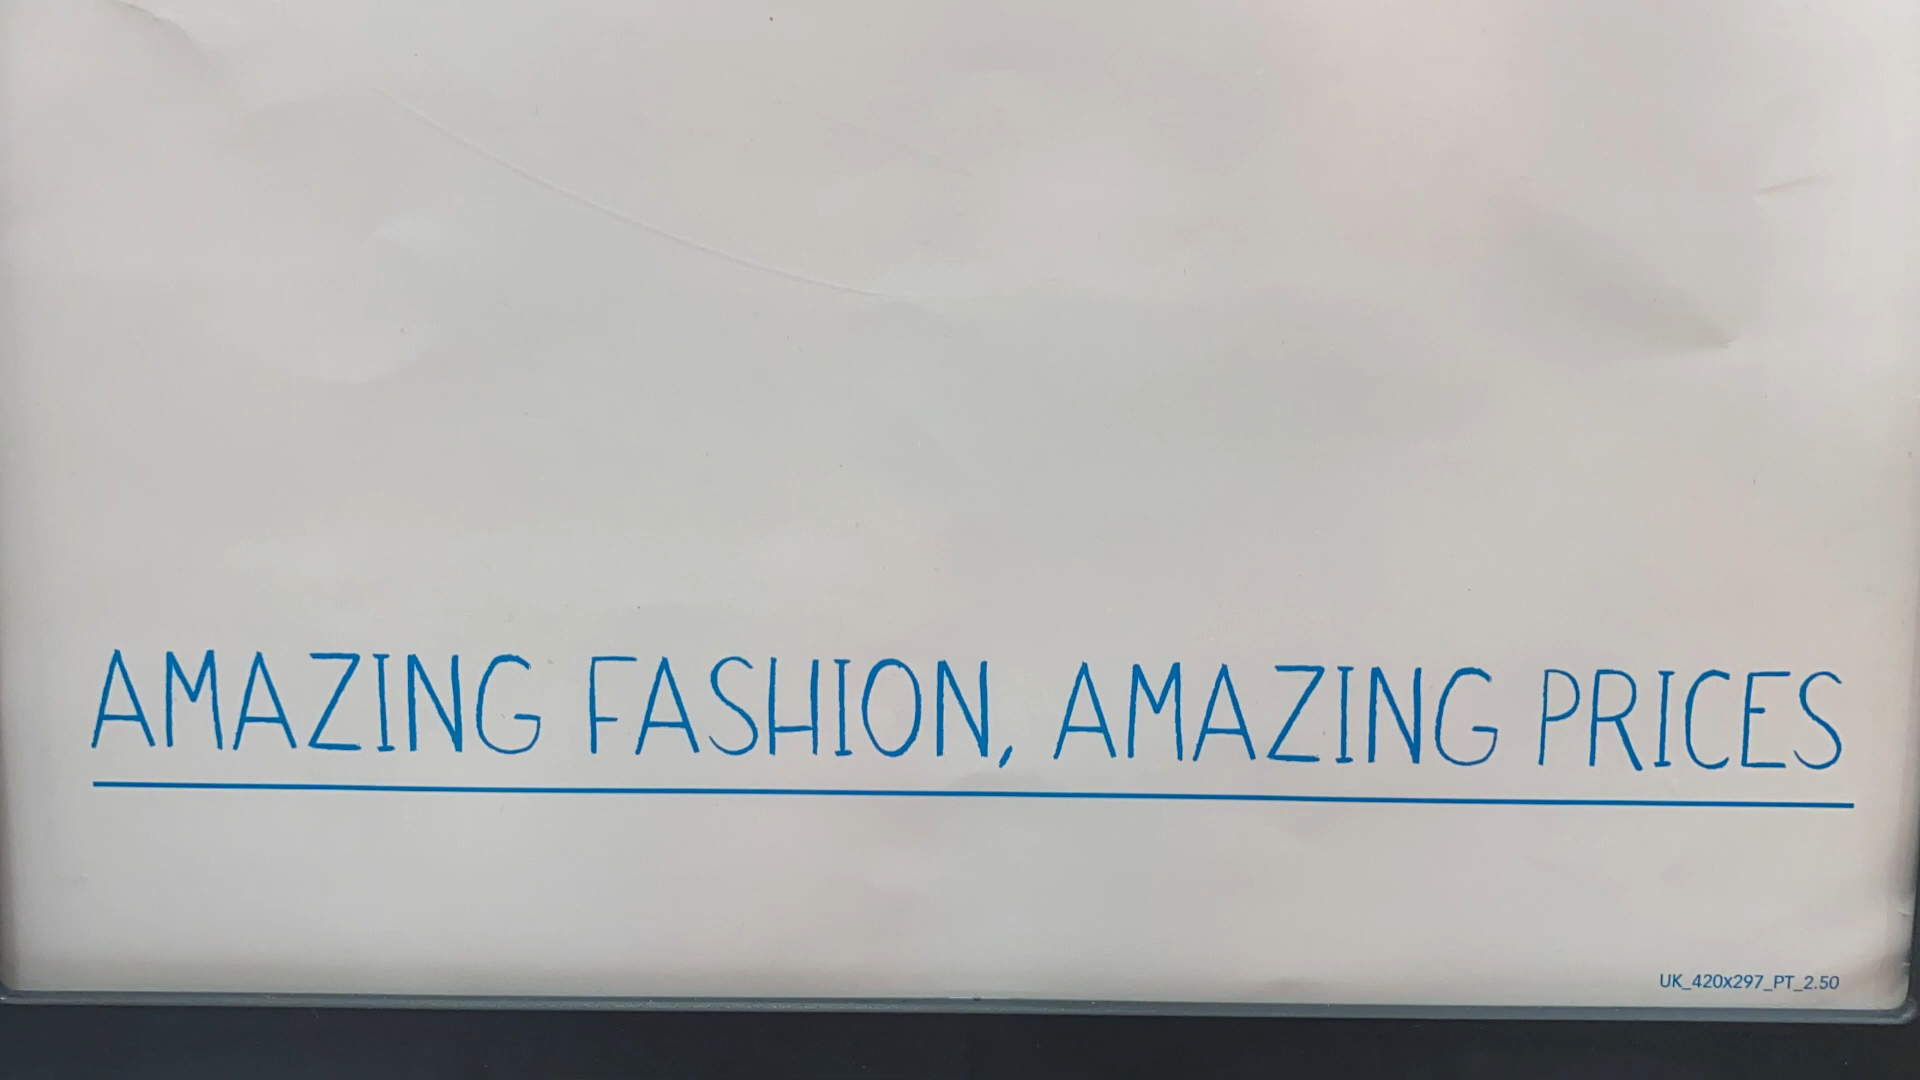 AMAZING FASHION, AMAZING PRICES
UK_420x297_PT_2.50